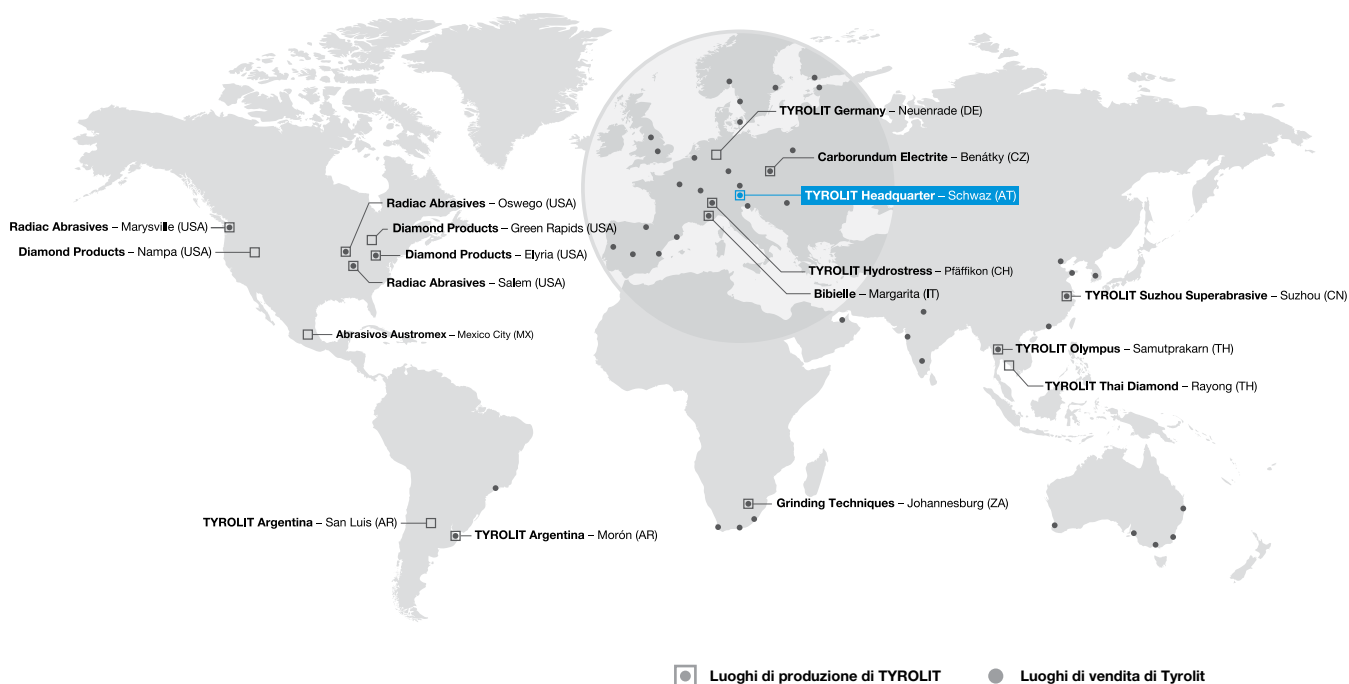 TYROLIT Germany – Neuenrade (DE)
Carborundum Electrite – Benátky (CZ)
TYROLIT Headquarter – Schwaz (AT)
Radiac Abrasives – Oswego (USA)
Radiac Abrasives – Marysville (USA)
Diamond Products – Green Rapids (USA)
Diamond Products – Nampa (USA)
Diamond Products – Elyria (USA)
TYROLIT Hydrostress – Pfäffikon (CH)
Radiac Abrasives – Salem (USA)
Bibielle – Margarita (IT)
TYROLIT Suzhou Superabrasive – Suzhou (CN)
Abrasivos Austromex – Mexico City (MX)
TYROLIT Olympus – Samutprakarn (TH)
TYROLIT Thai Diamond – Rayong (TH)
Grinding Techniques – Johannesburg (ZA)
TYROLIT Argentina – San Luis (AR)
TYROLIT Argentina – Morón (AR)
Luoghi di produzione di TYROLIT
Luoghi di vendita di Tyrolit